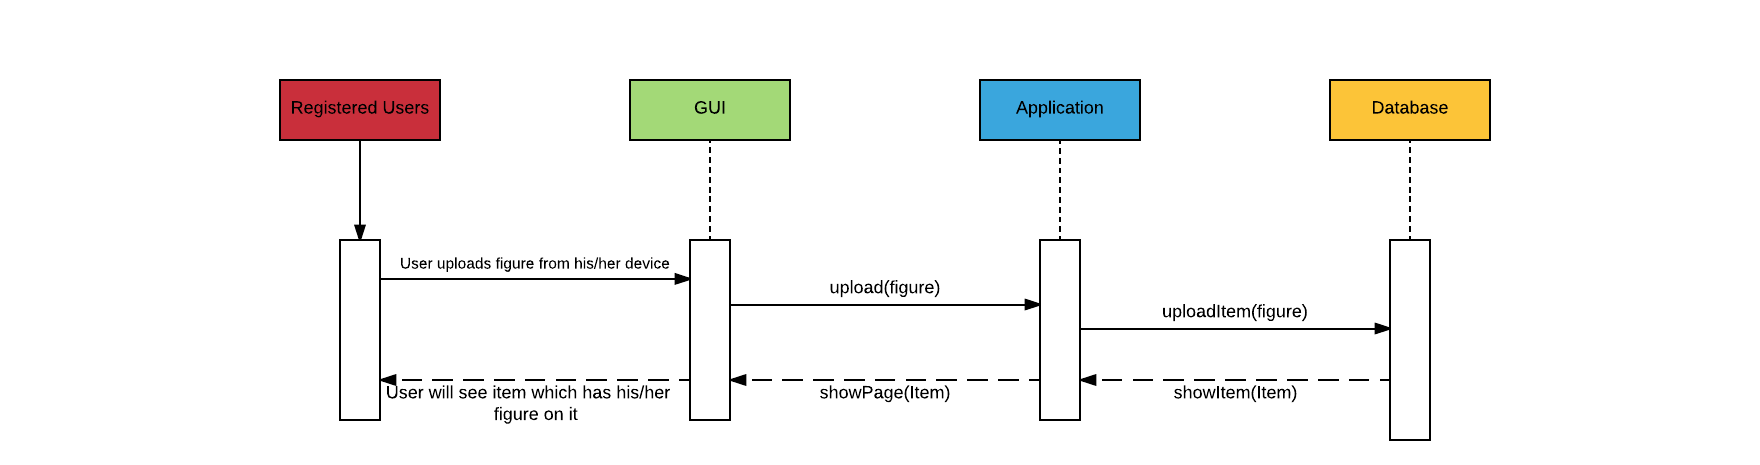 Registered Users
GUI
Application
Database
User uploads figure from his/her device
upload(figure)
uploadItem(figure)
User will see item which has his/her
figure on it
showPage(Item)
showItem(Item)